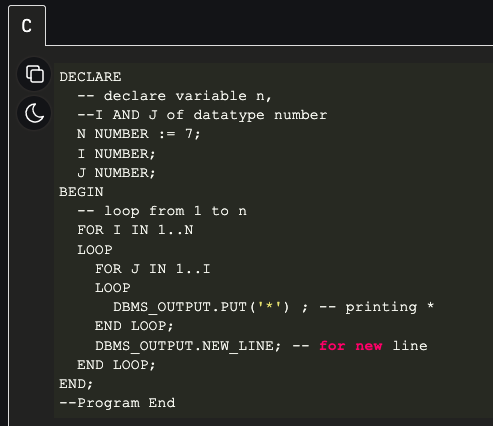 C
DECLARE
  -- declare variable n,
  --I AND J of datatype number
  N NUMBER := 7;
  I NUMBER;
  J NUMBER;
BEGIN
  -- loop from 1 to n
  FOR I IN 1..N
  LOOP
    FOR J IN 1..I
    LOOP
      DBMS_OUTPUT.PUT('*') ; -- printing *
    END LOOP;
    DBMS_OUTPUT.NEW_LINE; -- for new line
  END LOOP;
END;
--Program End